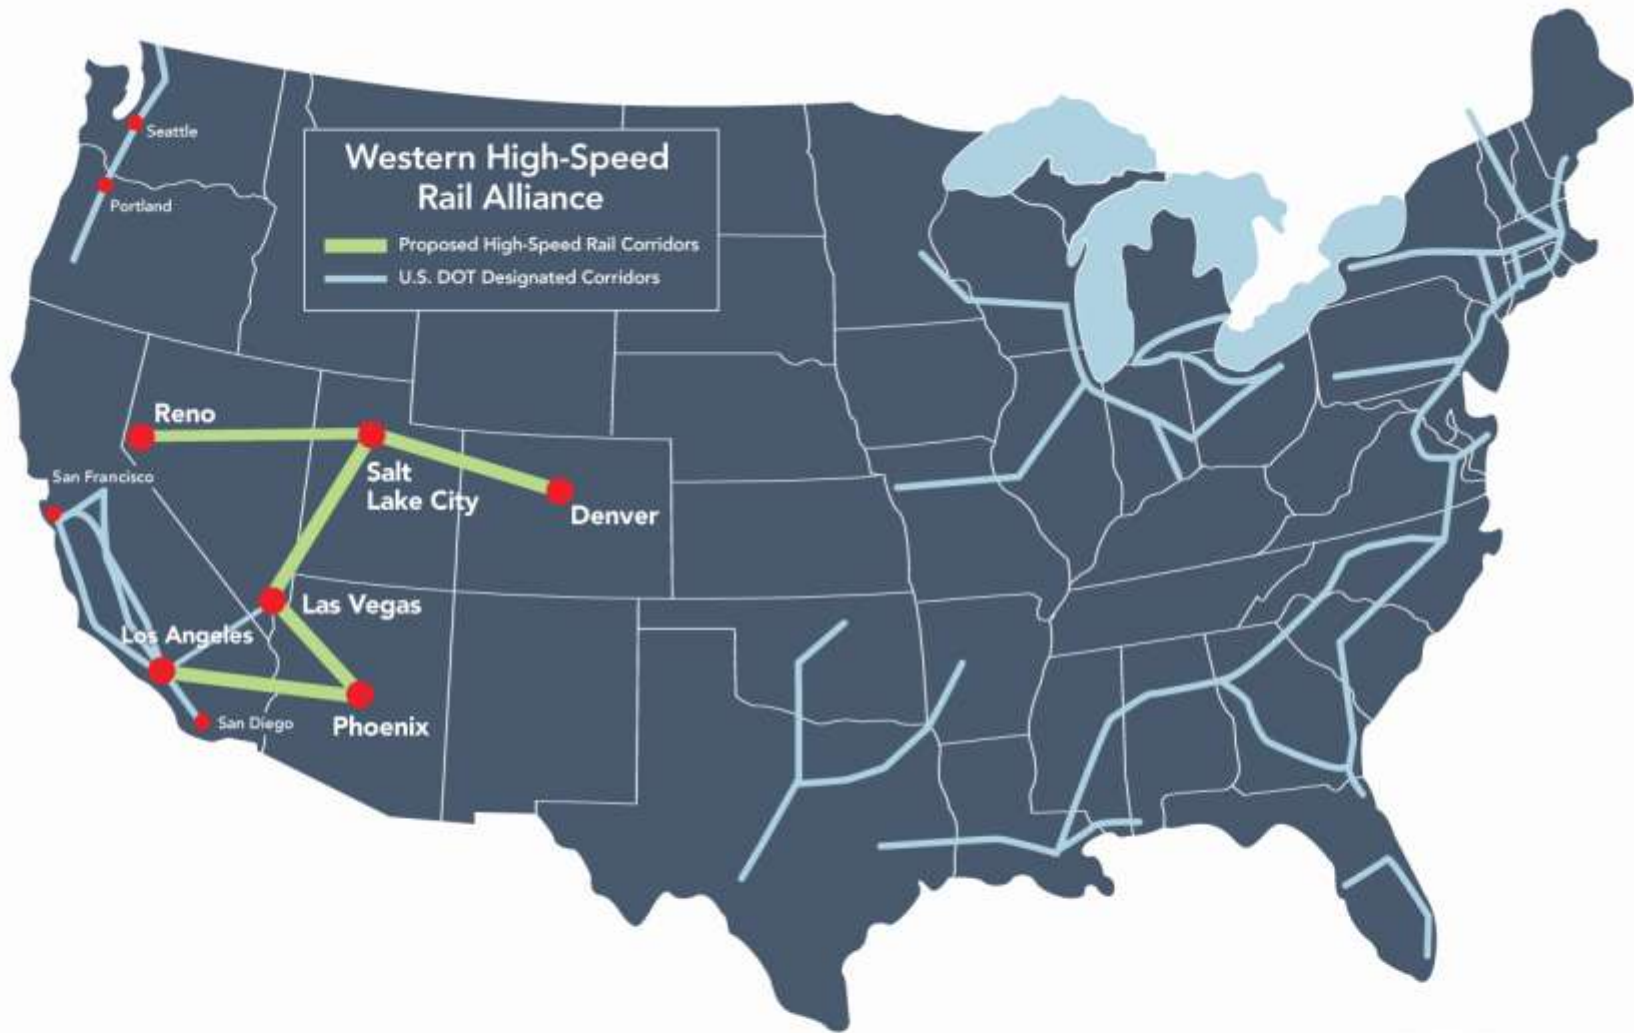 Seattle
Portland
Western High-Speed
Rail Alliance
Proposed High-Speed Rail Corridors
U.S. DOT Designated Corridors
Reno
San Francisco
Salt
Lake City
Denver
Las Vegas
Los Angeles
San Diego
Phoenix